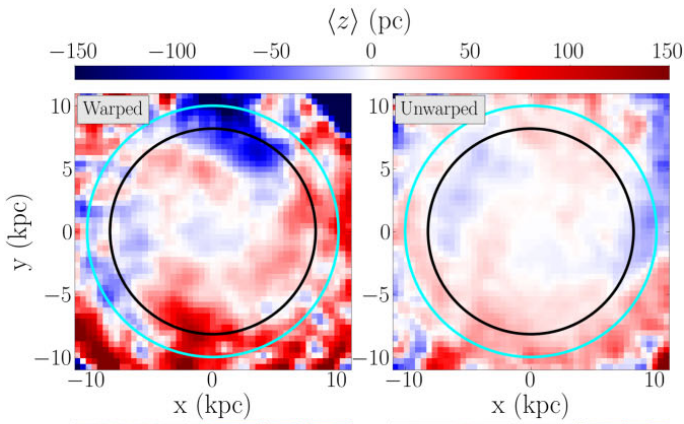 ⟨z⟩ (pc)
−150 −100 −50 0 50 100 150
Warped
Unwarped
10
5
0
−5
−10
y (kpc)
10
5
0
−5
−10
−10 0 10
−10 0 10
x (kpc)
x (kpc)